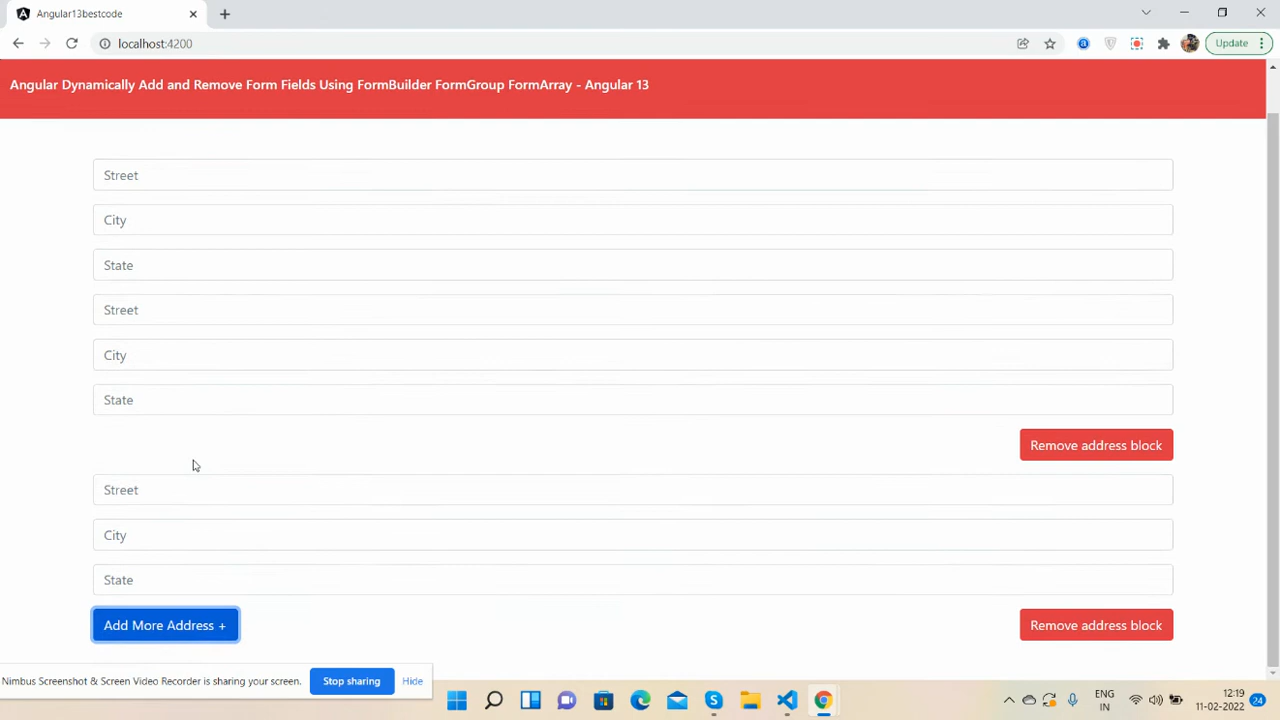 Angular13bestcode
localhost:4200
Update
Angular Dynamically Add and Remove Form Fields Using FormBuilder FormGroup FormArray - Angular 13
Street
City
State
Street
City
State
Remove address block
Street
City
State
Add More Address +
Remove address block
Nimbus Screenshot & Screen Video Recorder is sharing your screen.
Stop sharing
Hide
ENG
IN
12:19
11-02-2022
24